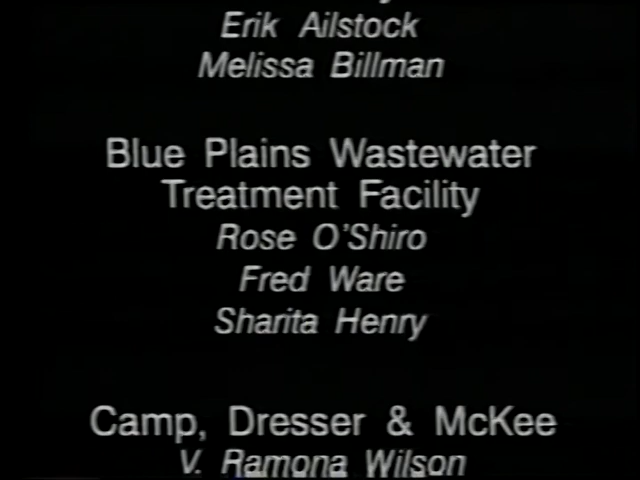 Erik Ailstock
Melissa Billman
Blue Plains Wastewater
Treatment Facility
Rose O'Shiro
Fred Ware
Sharita Henry
Camp, Dresser & McKee
V. Ramona Wilson